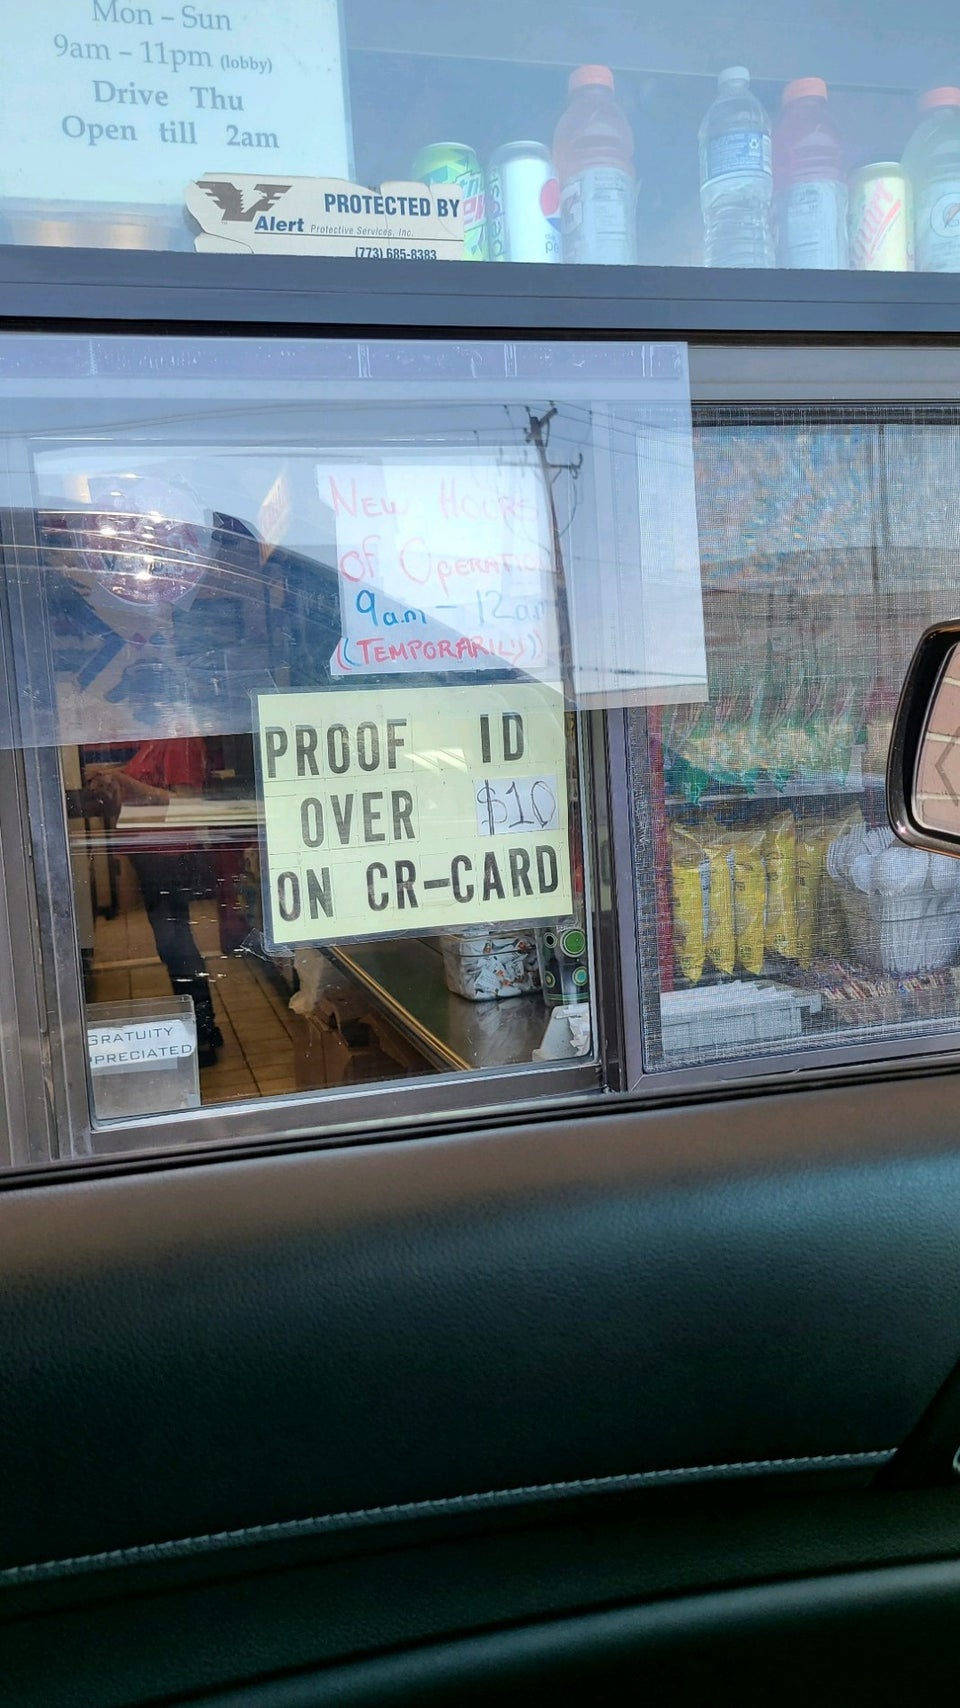 Mon – Sun
9am – 11pm (lobby)
Drive Thu
Open till 2am
PROTECTED BY
Alert Protective Services, Inc.
(773) 685-8383
NEW HOURS
OF OPERATION
9am – 12am
((TEMPORARILY))
PROOF ID
OVER $10
ON CR-CARD
GRATUITY
PPRECIATED